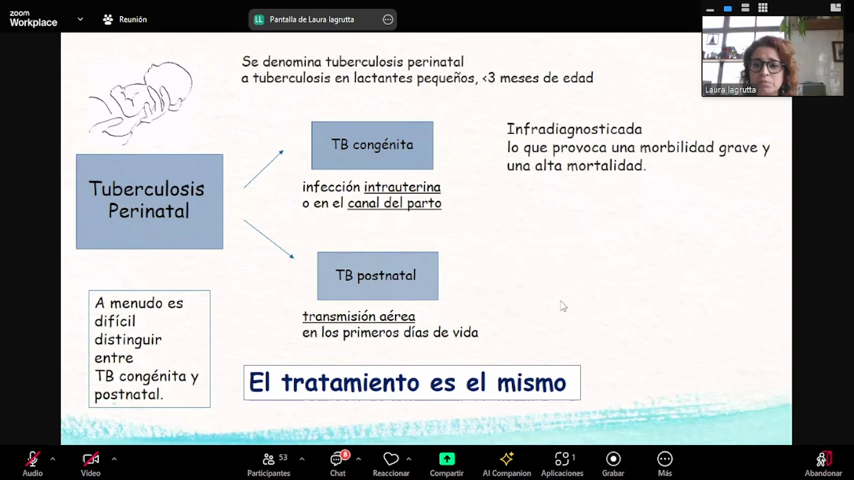 zoom
Workplace
Reunión
LL
Pantalla de Laura lagrutta
Laura lagrutta
Se denomina tuberculosis perinatal
a tuberculosis en lactantes pequeños, <3 meses de edad
Tuberculosis
Perinatal
TB congénita
infección intrauterina
o en el canal del parto
Infradiagnosticada
lo que provoca una morbilidad grave y
una alta mortalidad.
TB postnatal
transmisión aérea
en los primeros días de vida
A menudo es
difícil
distinguir
entre
TB congénita y
postnatal.
El tratamiento es el mismo
Audio
Video
53
Participantes
8
Chat
Reaccionar
Compartir
AI Companion
1
Aplicaciones
Grabar
Más
Abandonar